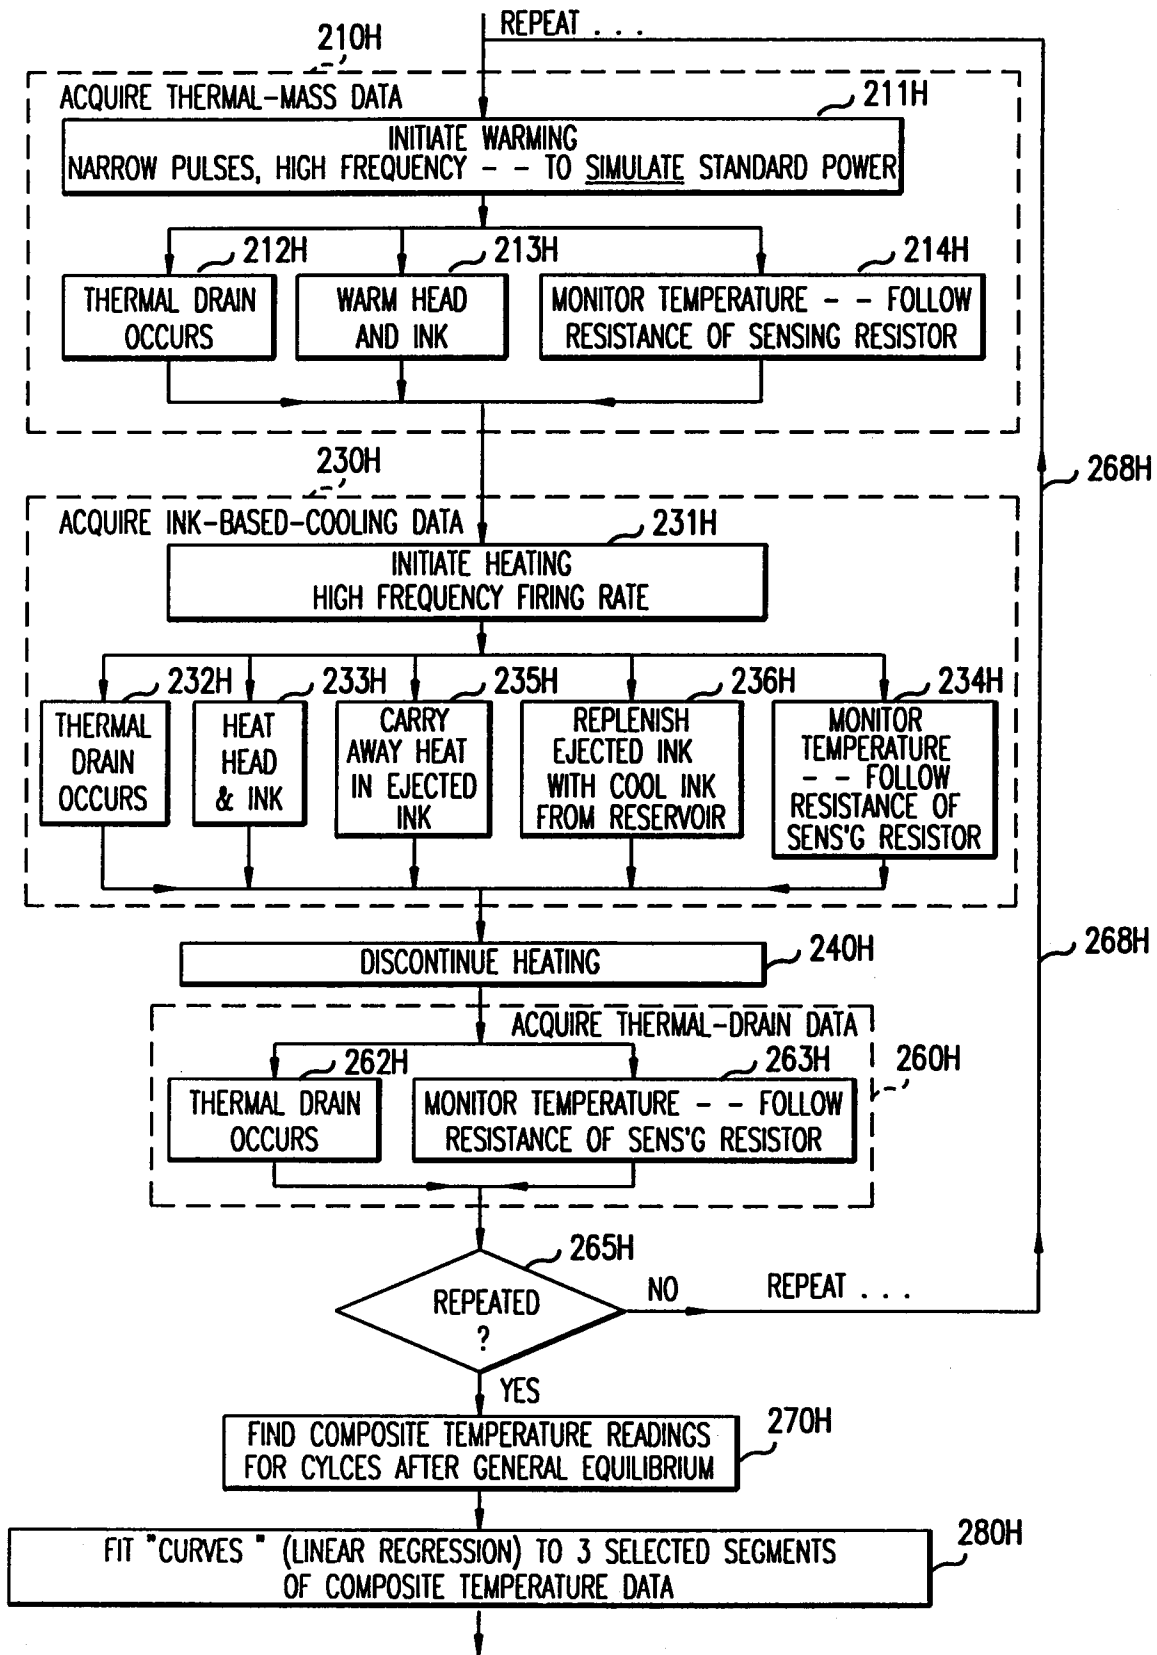 REPEAT . . .
210H
ACQUIRE THERMAL-MASS DATA
211H
INITIATE WARMING
NARROW PULSES, HIGH FREQUENCY - - TO SIMULATE STANDARD POWER
212H
213H
214H
THERMAL DRAIN
OCCURS
WARM HEAD
AND INK
MONITOR TEMPERATURE - - FOLLOW
RESISTANCE OF SENSING RESISTOR
230H
268H
ACQUIRE INK-BASED-COOLING DATA
231H
INITIATE HEATING
HIGH FREQUENCY FIRING RATE
232H
233H
235H
236H
234H
THERMAL
DRAIN
OCCURS
HEAT
HEAD
& INK
CARRY
AWAY HEAT
IN EJECTED
INK
REPLENISH
EJECTED INK
WITH COOL INK
FROM RESERVOIR
MONITOR
TEMPERATURE
- - FOLLOW
RESISTANCE OF
SENS'G RESISTOR
268H
DISCONTINUE HEATING
240H
ACQUIRE THERMAL-DRAIN DATA
262H
263H
260H
THERMAL DRAIN
OCCURS
MONITOR TEMPERATURE - - FOLLOW
RESISTANCE OF SENS'G RESISTOR
265H
REPEATED
?
NO
REPEAT . . .
YES
270H
FIND COMPOSITE TEMPERATURE READINGS
FOR CYLCES AFTER GENERAL EQUILIBRIUM
280H
FIT "CURVES " (LINEAR REGRESSION) TO 3 SELECTED SEGMENTS
OF COMPOSITE TEMPERATURE DATA